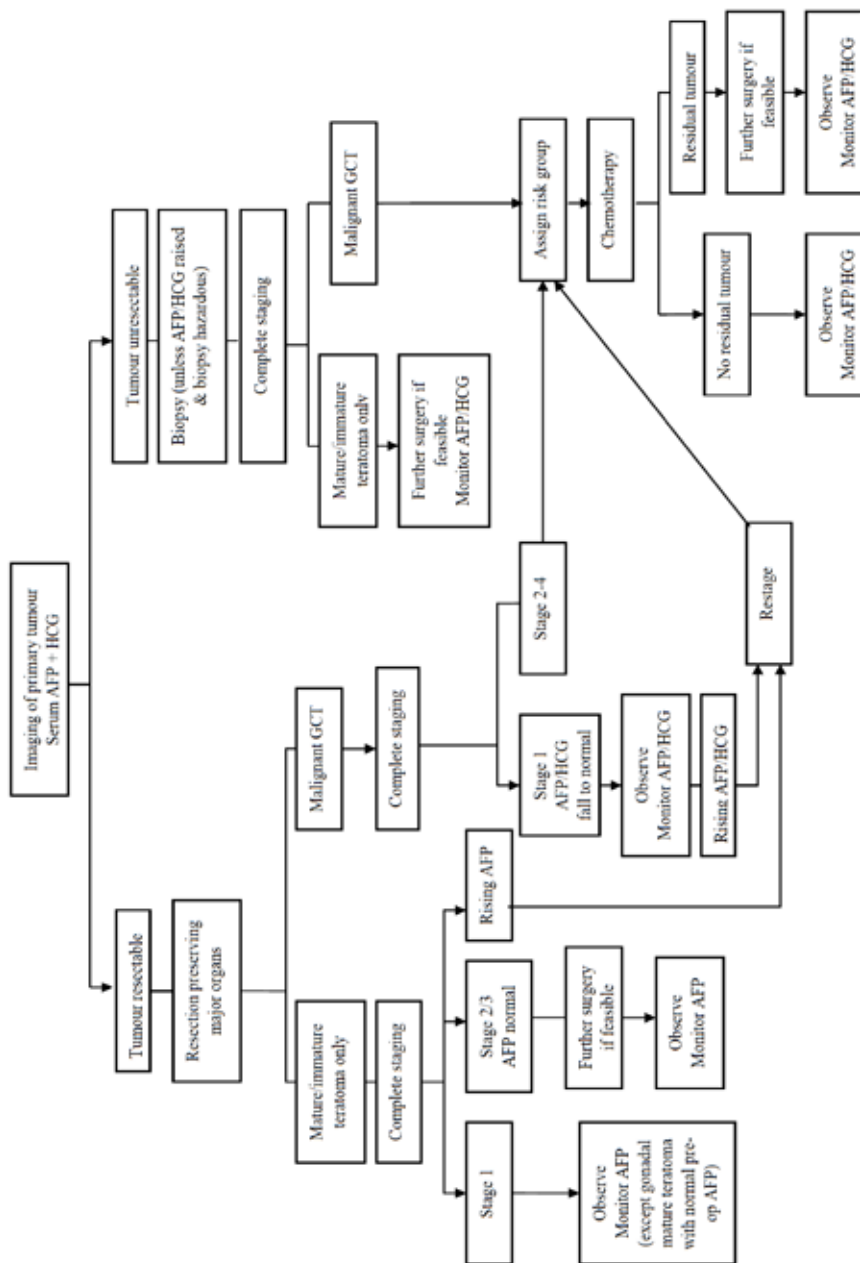 Imaging of primary tumour
Serum AFP + HCG
Tumour resectable
Resection preserving
major organs
Mature/immature
teratoma only
Complete staging
Stage 1
Observe
Monitor AFP
(except gonadal
mature teratoma
with normal pre-
op AFP)
Stage 2/3
AFP normal
Further surgery
if feasible
Observe
Monitor AFP
Rising AFP
Malignant GCT
Complete staging
Stage 1
AFP/HCG
fall to normal
Observe
Monitor AFP/HCG
Rising AFP/HCG
Stage 2-4
Restage
Tumour unresectable
Biopsy (unless AFP/HCG raised
& biopsy hazardous)
Complete staging
Mature/immature
teratoma only
Further surgery if
feasible
Monitor AFP/HCG
Malignant GCT
Assign risk group
Chemotherapy
No residual tumour
Observe
Monitor AFP/HCG
Residual tumour
Further surgery if
feasible
Observe
Monitor AFP/HCG